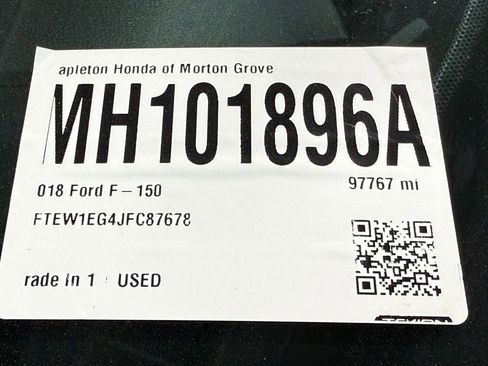 apleton Honda of Morton Grove
MH101896A
018 Ford F-150
97767 mi
FTEW1EG4JFC87678
rade In 1 USED